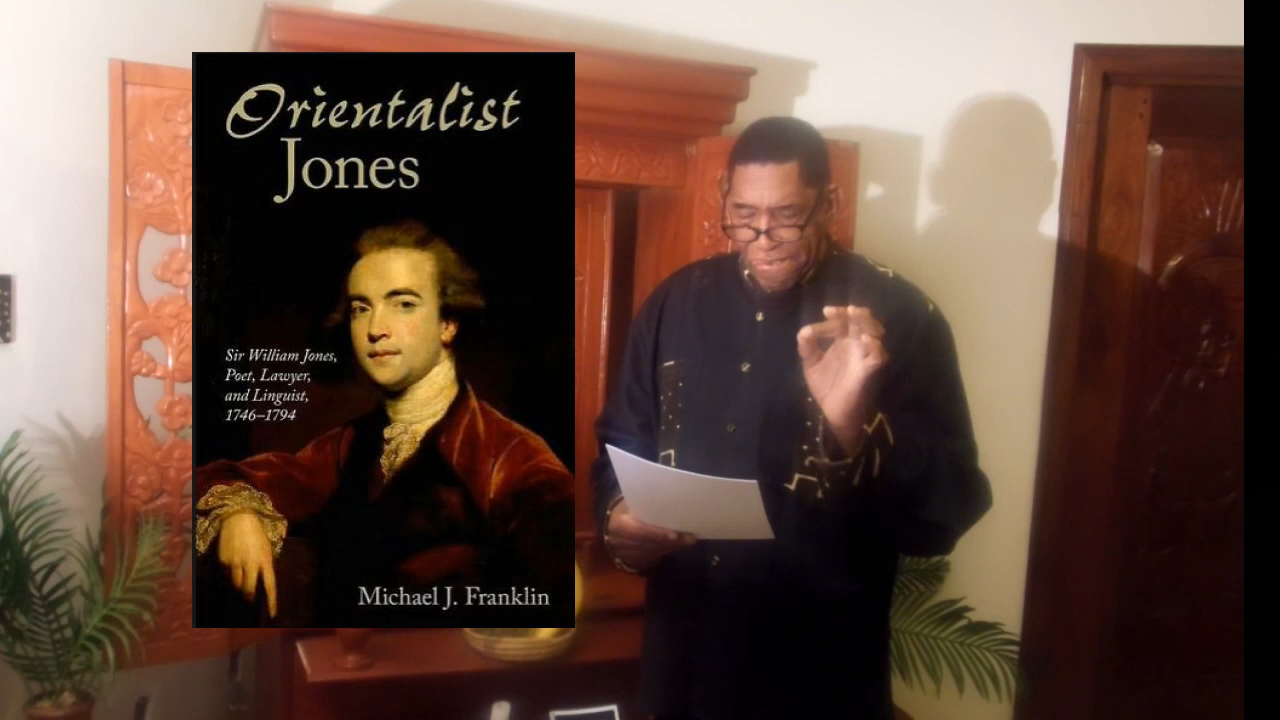 Orientalist
Jones
Sir William Jones,
Poet, Lawyer,
and Linguist,
1746–1794
Michael J. Franklin